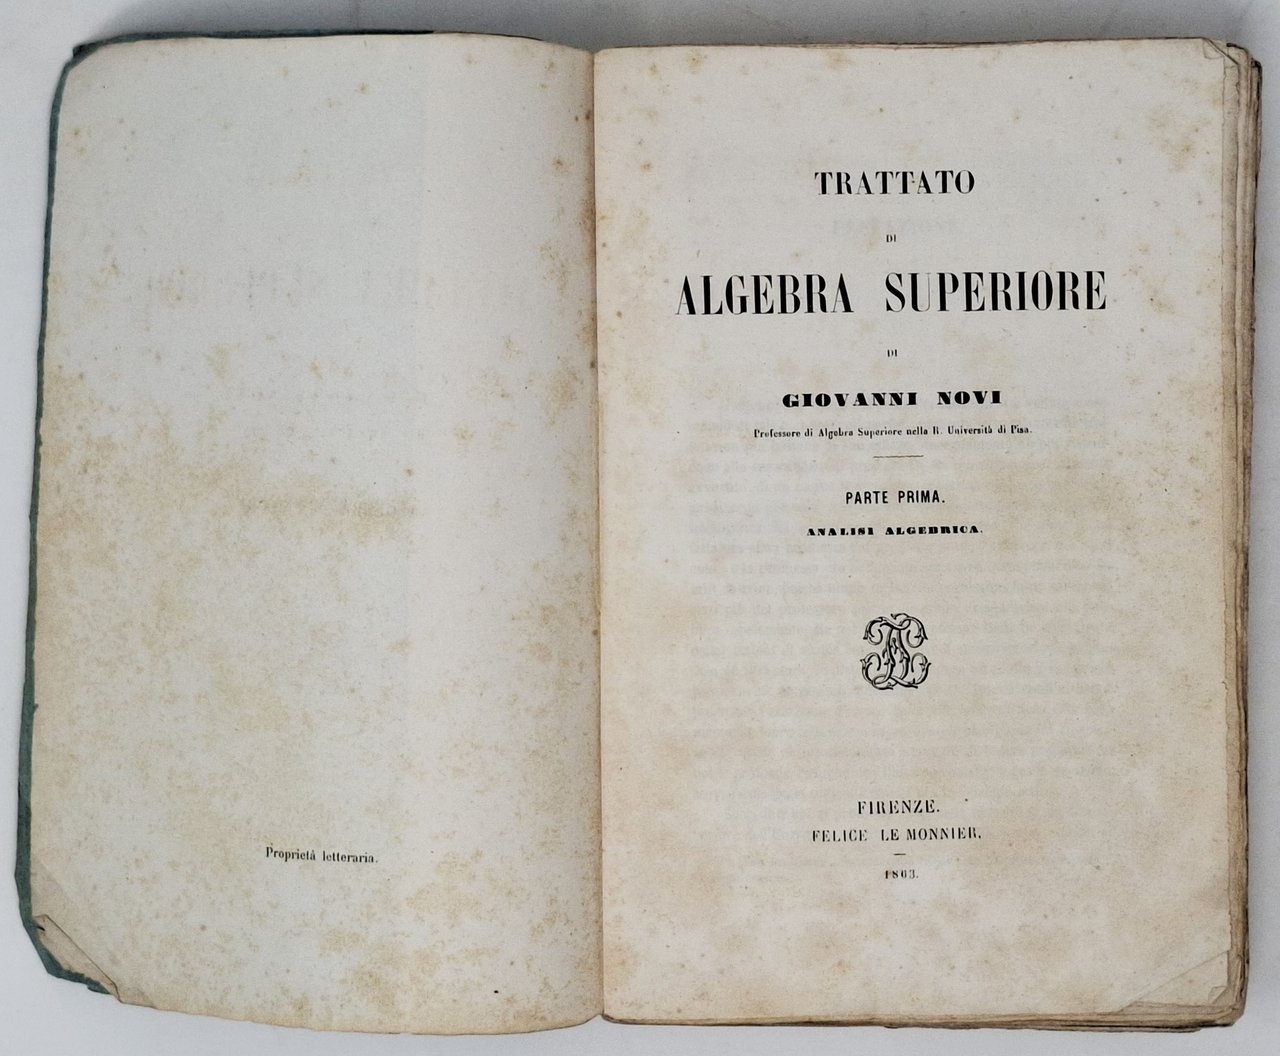 Proprietà letteraria.
TRATTATO
DI
ALGEBRA SUPERIORE
DI
GIOVANNI NOVI
Professore di Algebra Superiore nella R. Università di Pisa.
PARTE PRIMA.
ANALISI ALGEBRICA.
FIRENZE.
FELICE LE MONNIER.
1863.